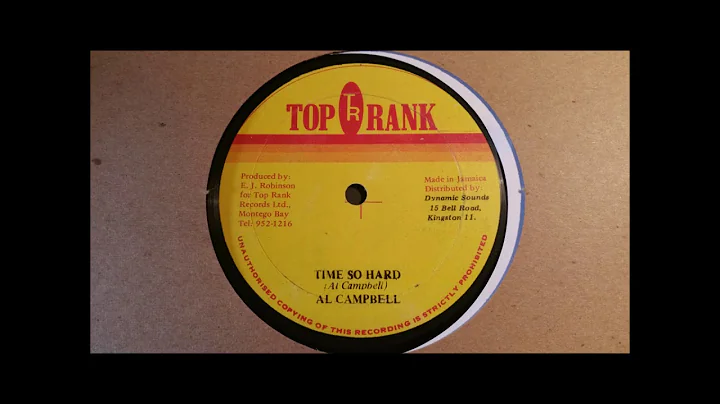 TOP TR RANK
Produced by:
E. J. Robinson
for Top Rank
Records Ltd.,
Montego Bay
Tel: 952-1216
Made in Jamaica
Distributed by:
Dynamic Sounds
15 Bell Road,
Kingston 11.
TIME SO HARD
(Al Campbell)
AL CAMPBELL
UNAUTHORISED COPYING OF THIS RECORDING IS STRICTLY PROHIBITED